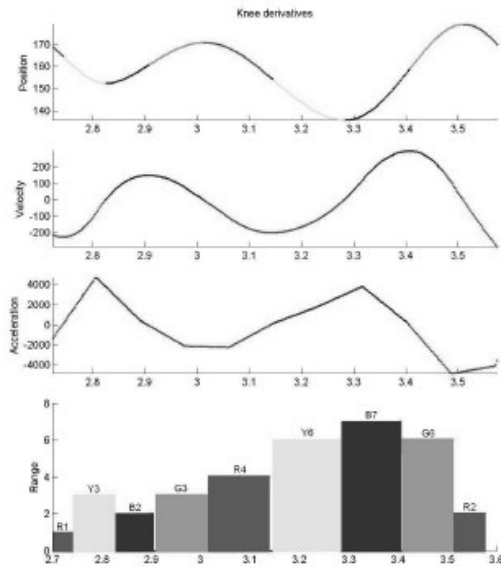 Knee derivatives
170
160
150
140
Position
2.8 2.9 3 3.1 3.2 3.3 3.4 3.5
200
100
0
-100
-200
Velocity
2.8 2.9 3 3.1 3.2 3.3 3.4 3.5
4000
2000
0
-2000
-4000
Acceleration
2.8 2.9 3 3.1 3.2 3.3 3.4 3.5
8
6
4
2
0
Range
R1 Y3 B2 G3 R4 Y6 B7 G6 R2
2.7 2.8 2.9 3 3.1 3.2 3.3 3.4 3.5 3.6